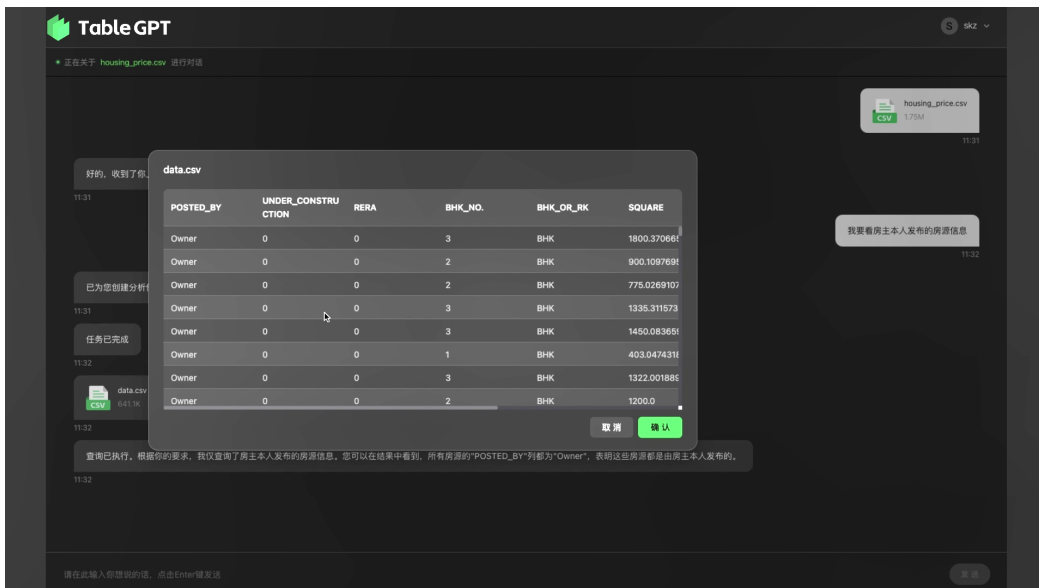 Table GPT
S skz
正在关于 housing_price.csv 进行对话
housing_price.csv
CSV 1.75M
11:31
好的，收到了你
11:31
我要看房主本人发布的房源信息
11:32
data.csv
POSTED_BY UNDER_CONSTRU RERA BHK_NO. BHK_OR_RK SQUARE
CTION
Owner 0 0 3 BHK 1800.370665
Owner 0 0 2 BHK 900.1097695
Owner 0 0 2 BHK 775.0269107
Owner 0 0 3 BHK 1335.311573
Owner 0 0 3 BHK 1450.083659
Owner 0 0 1 BHK 403.0474318
Owner 0 0 3 BHK 1322.001889
Owner 0 0 2 BHK 1200.0
取消 确认
已为您创建分析
11:31
任务已完成
11:32
data.csv
CSV 641.1K
11:32
查询已执行。根据你的要求，我仅查询了房主本人发布的房源信息。您可以在结果中看到，所有房源的"POSTED_BY"列都为"Owner"，表明这些房源都是由房主本人发布的。
11:32
请在此输入你想说的话，点击Enter键发送
发送